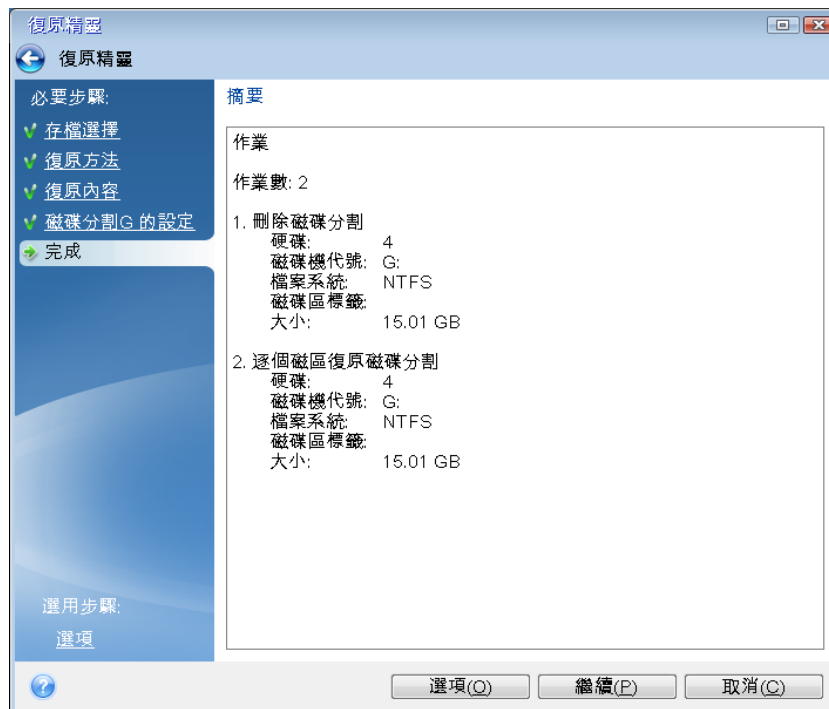 復原精靈
復原精靈
必要步驟:
存檔選擇
復原方法
復原內容
磁碟分割G 的設定
完成
選用步驟:
選項
摘要
作業
作業數: 2
1. 刪除磁碟分割
硬碟: 4
磁碟機代號: G:
檔案系統: NTFS
磁碟區標籤:
大小: 15.01 GB
2. 逐個磁區復原磁碟分割
硬碟: 4
磁碟機代號: G:
檔案系統: NTFS
磁碟區標籤:
大小: 15.01 GB
選項(O)
繼續(P)
取消(C)